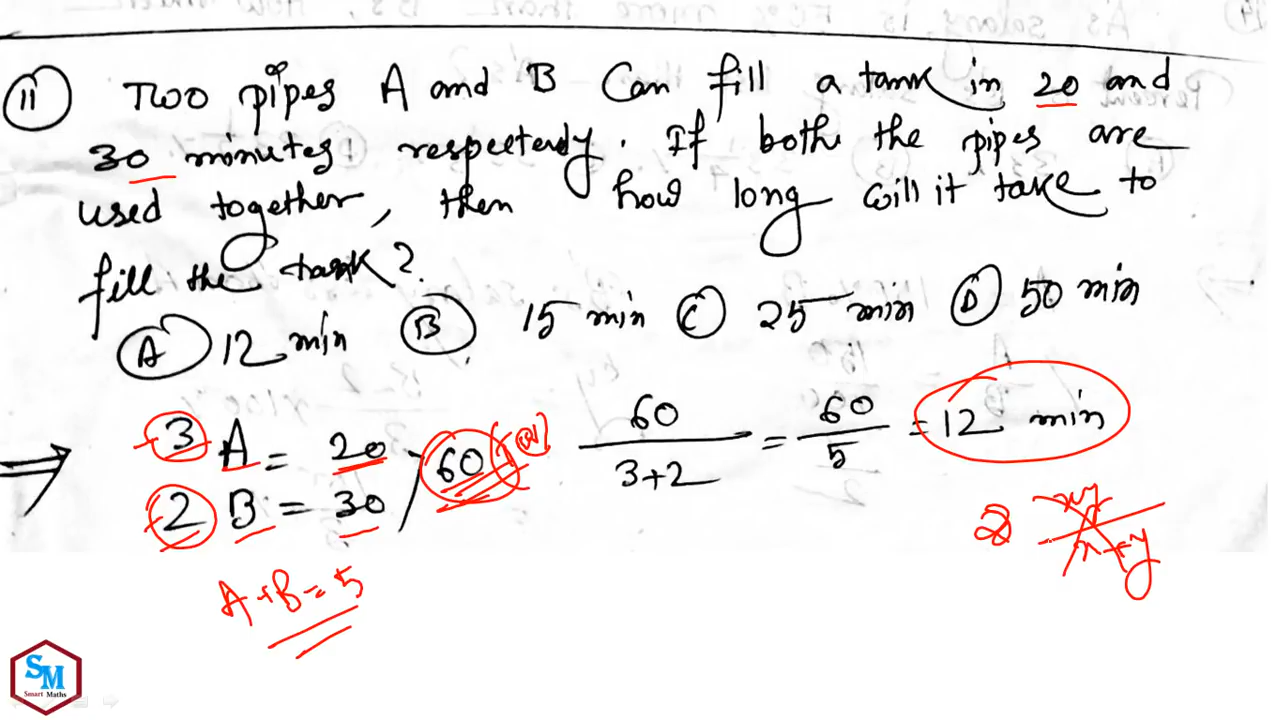 11 Two pipes A and B Can fill a tank in 20 and
30 minutes respectedy. If both the pipes are
used together, then how long will it take to
fill the tank?
A 12 min B 15 min C 25 min D 50 min
3 A = 20
2 B = 30
60
60/3+2 = 60/5 = 12 min
A+B=5
xy/x+y
SM
Smart Maths